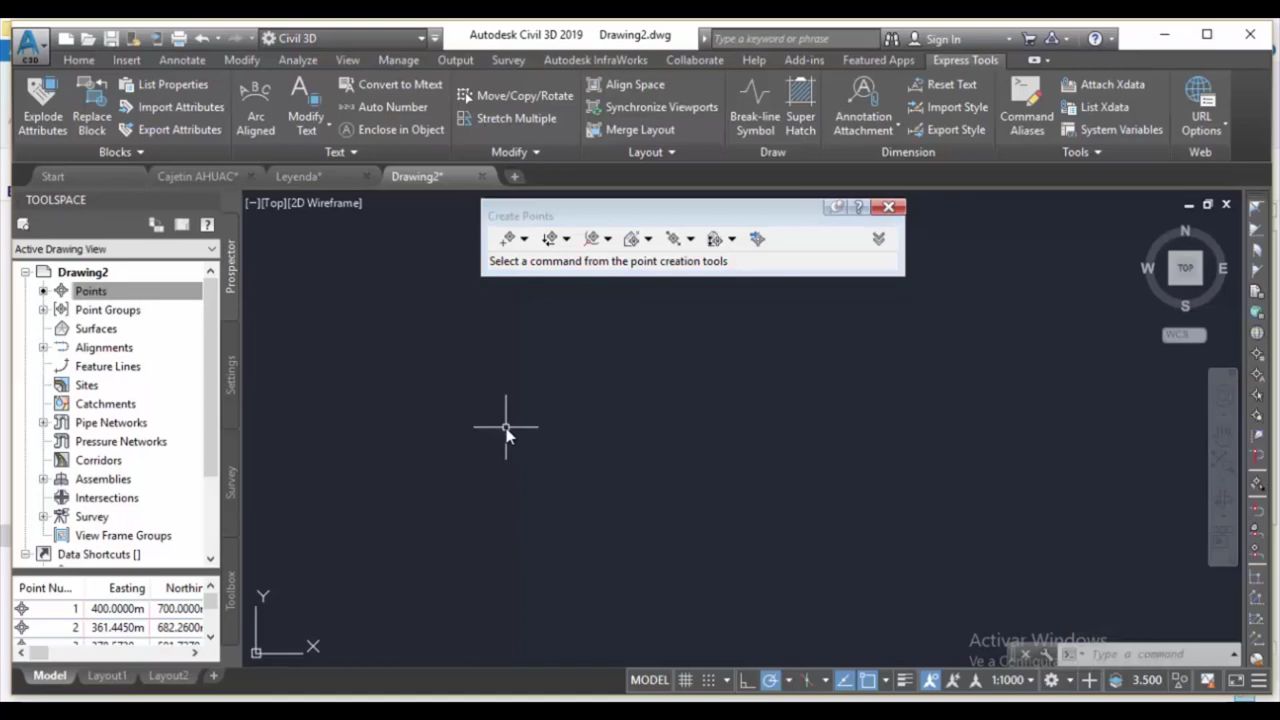 Civil 3D
Autodesk Civil 3D 2019 Drawing2.dwg
Type a keyword or phrase
Sign In
C3D
Home Insert Annotate Modify Analyze View Manage Output Survey Autodesk InfraWorks Collaborate Help Add-ins Featured Apps Express Tools
Explode Attributes
Replace Block
List Properties
Import Attributes
Export Attributes
Blocks
Arc Aligned
Modify Text
Convert to Mtext
Auto Number
Enclose in Object
Text
Move/Copy/Rotate
Stretch Multiple
Modify
Align Space
Synchronize Viewports
Merge Layout
Layout
Break-line Symbol
Super Hatch
Draw
Annotation Attachment
Reset Text
Import Style
Export Style
Dimension
Command Aliases
Attach Xdata
List Xdata
System Variables
Tools
URL Options
Web
Start Cajetin AHUAC* Leyenda* Drawing2*
TOOLSPACE
Active Drawing View
Drawing2
Points
Point Groups
Surfaces
Alignments
Feature Lines
Sites
Catchments
Pipe Networks
Pressure Networks
Corridors
Assemblies
Intersections
Survey
View Frame Groups
Data Shortcuts []
Prospector
Settings
Survey
Toolbox
Point Nu... Easting Northir
1 400.0000m 700.0000r
2 361.4450m 682.2600r
[−][Top][2D Wireframe]
Create Points
Select a command from the point creation tools
N
W TOP E
S
WCS
Y
X
Activar Windows
Ve a Configura
Type a command
Model Layout1 Layout2
MODEL 1:1000 3.500